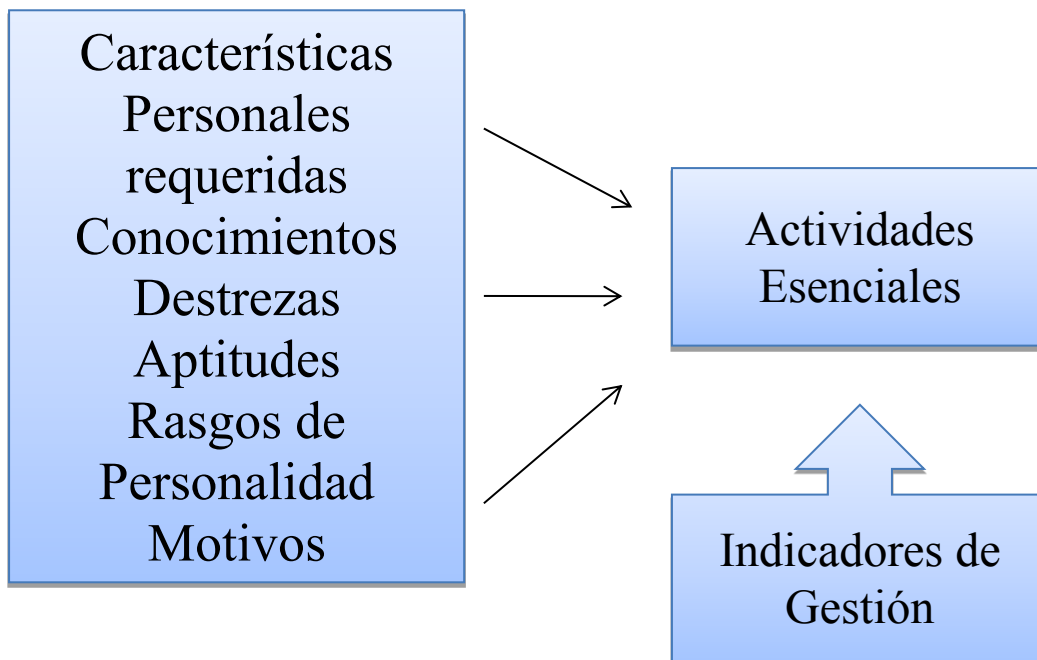 Características
Personales
requeridas
Conocimientos
Destrezas
Aptitudes
Rasgos de
Personalidad
Motivos
Actividades
Esenciales
Indicadores de
Gestión